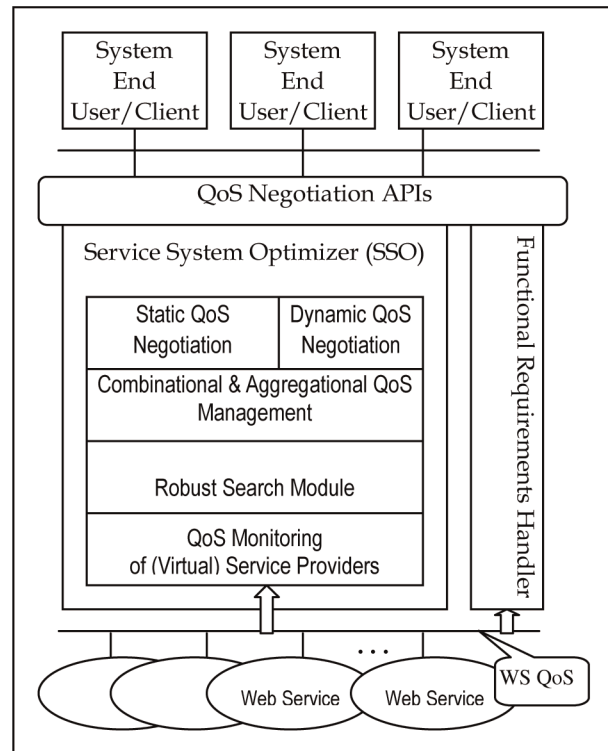 System
End
User/Client
System
End
User/Client
System
End
User/Client
QoS Negotiation APIs
Service System Optimizer (SSO)
Functional Requirements Handler
Static QoS
Negotiation
Dynamic QoS
Negotiation
Combinational & Aggregational QoS
Management
Robust Search Module
QoS Monitoring
of (Virtual) Service Providers
...
WS QoS
Web Service
Web Service